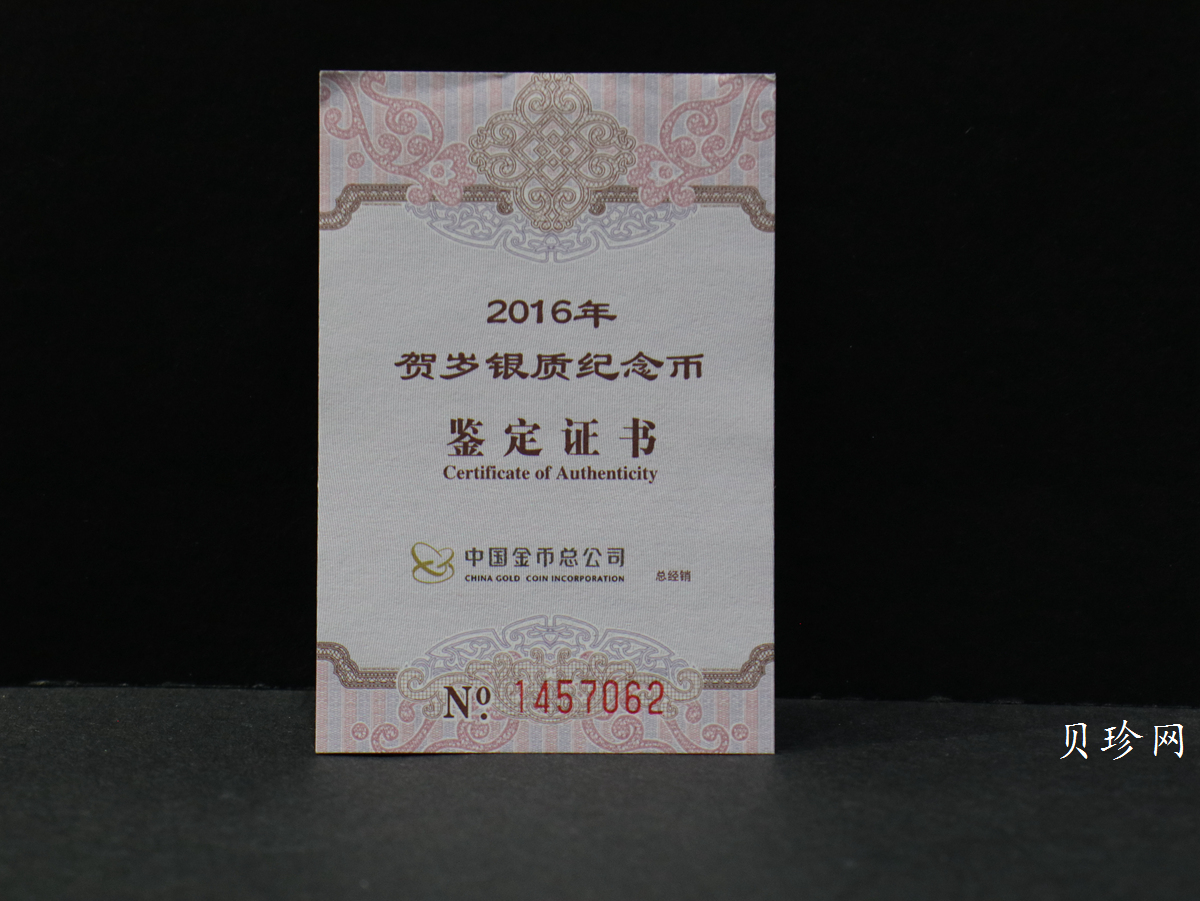 2016年
贺岁银质纪念币
鉴定证书
Certificate of Authenticity
中国金币总公司
CHINA GOLD COIN INCORPORATION
总经销
№ 1457062
贝珍网